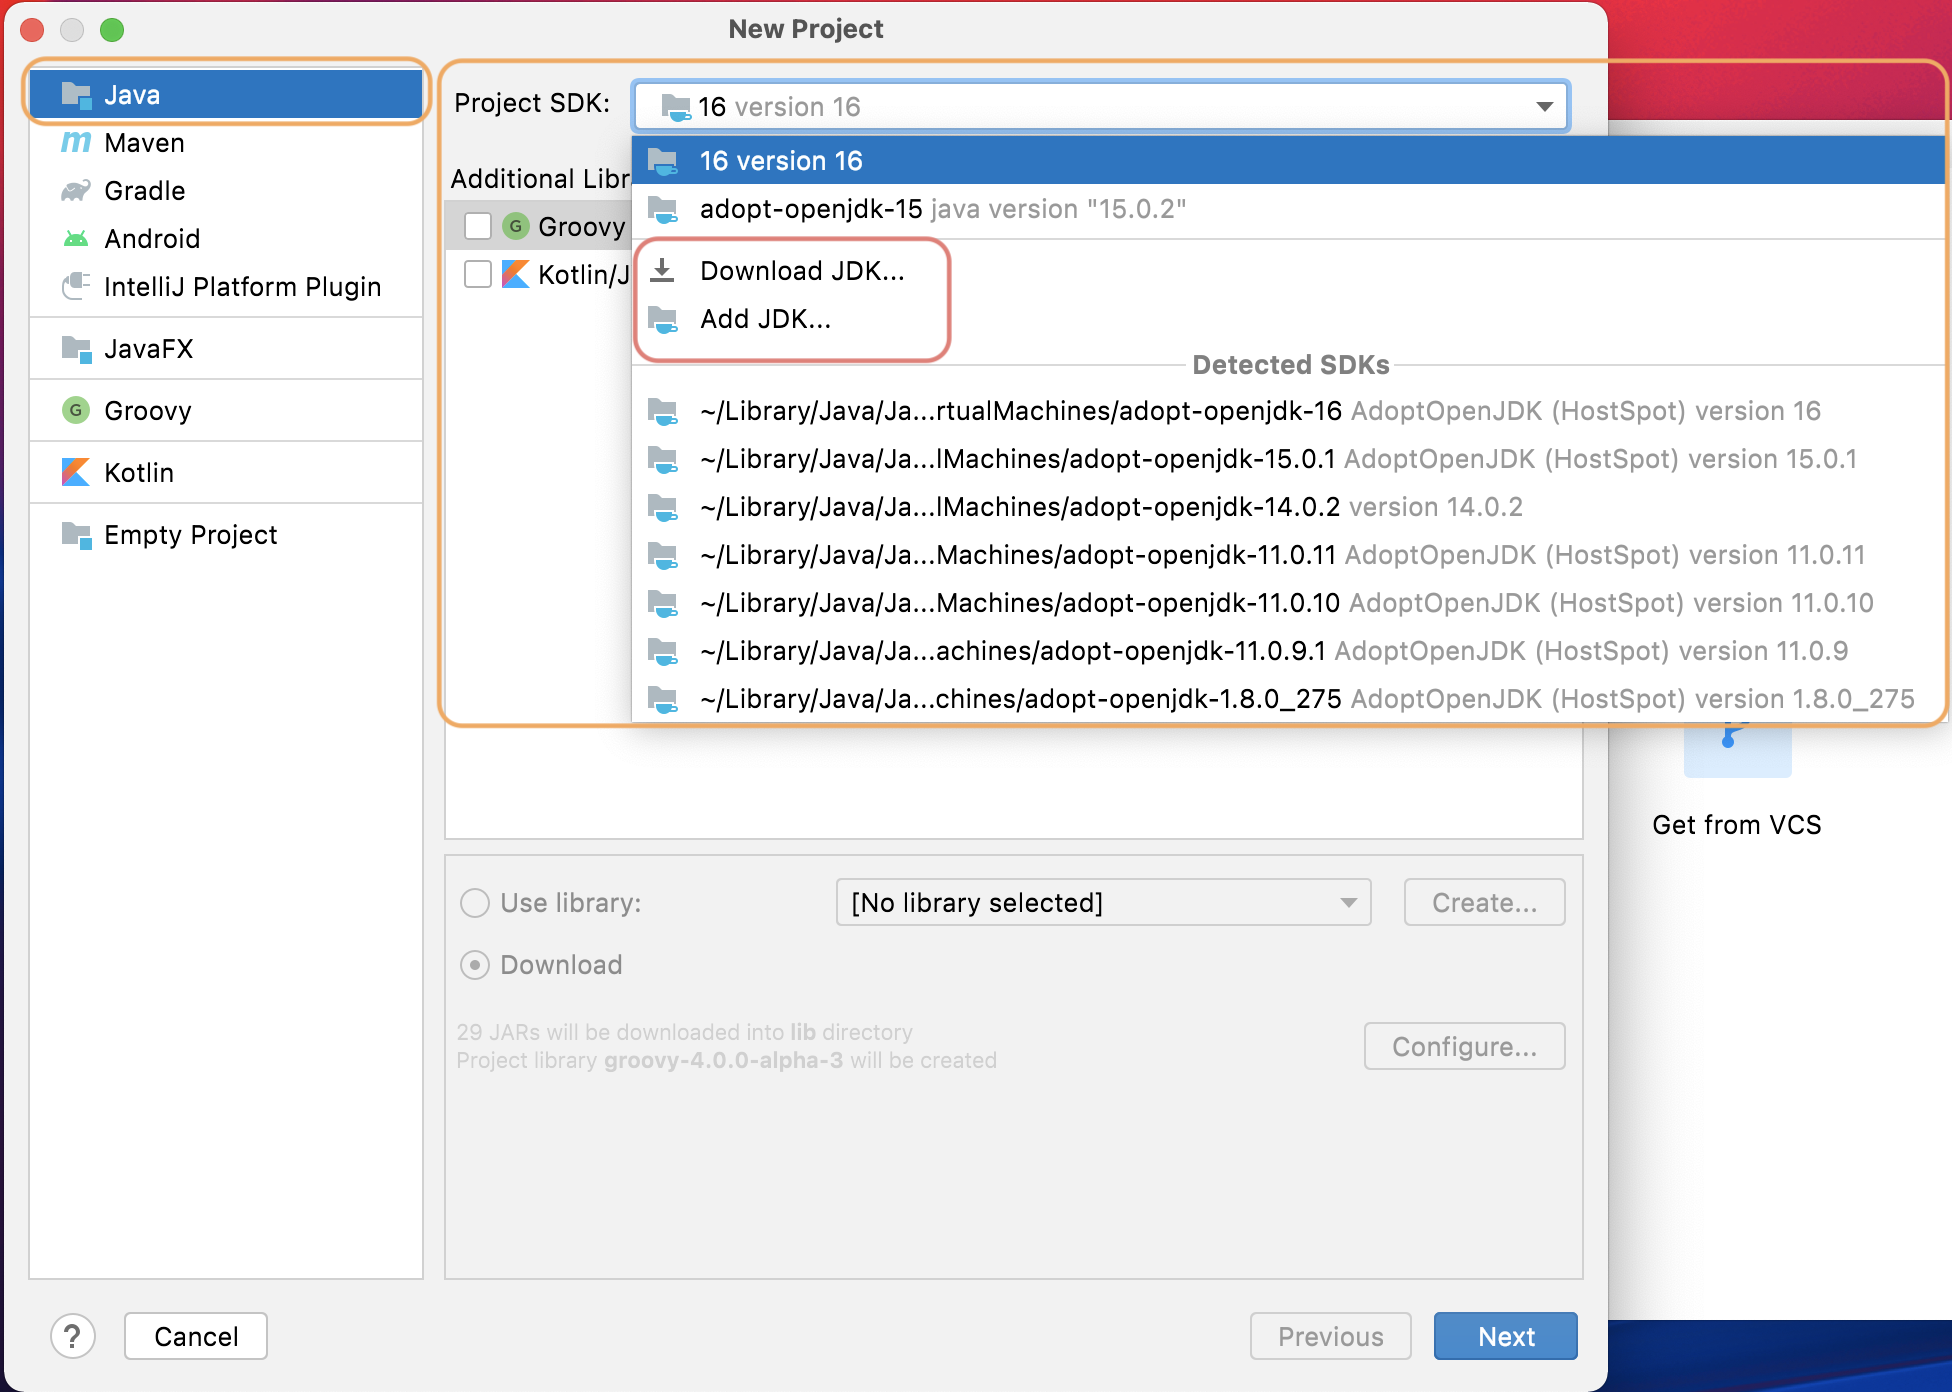 New Project
Java
Maven
Gradle
Android
IntelliJ Platform Plugin
JavaFX
G Groovy
Kotlin
Empty Project
Project SDK: 16 version 16
16 version 16
adopt-openjdk-15 java version "15.0.2"
Additional Libr
G Groovy
Kotlin/J
Download JDK...
Add JDK...
Detected SDKs
~/Library/Java/Ja...rtualMachines/adopt-openjdk-16 AdoptOpenJDK (HostSpot) version 16
~/Library/Java/Ja...lMachines/adopt-openjdk-15.0.1 AdoptOpenJDK (HostSpot) version 15.0.1
~/Library/Java/Ja...lMachines/adopt-openjdk-14.0.2 version 14.0.2
~/Library/Java/Ja...Machines/adopt-openjdk-11.0.11 AdoptOpenJDK (HostSpot) version 11.0.11
~/Library/Java/Ja...Machines/adopt-openjdk-11.0.10 AdoptOpenJDK (HostSpot) version 11.0.10
~/Library/Java/Ja...achines/adopt-openjdk-11.0.9.1 AdoptOpenJDK (HostSpot) version 11.0.9
~/Library/Java/Ja...chines/adopt-openjdk-1.8.0_275 AdoptOpenJDK (HostSpot) version 1.8.0_275
Get from VCS
Use library: [No library selected] Create...
Download
29 JARs will be downloaded into lib directory
Project library groovy-4.0.0-alpha-3 will be created
Configure...
? Cancel Previous Next